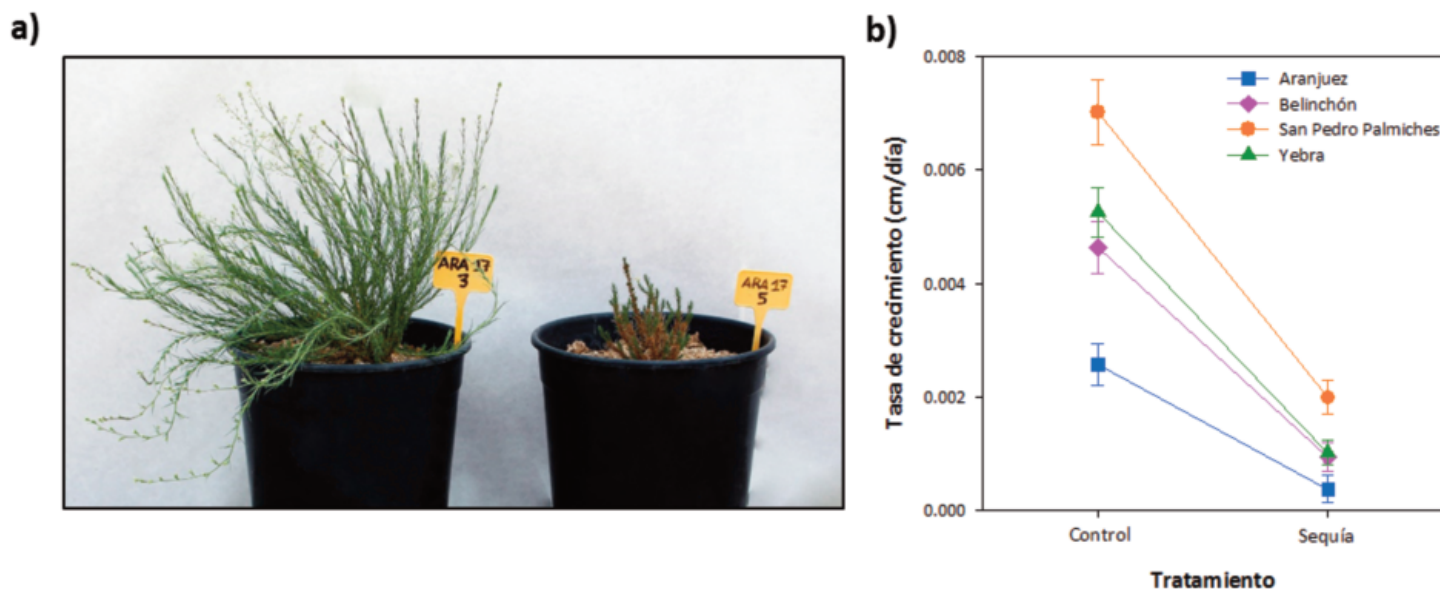 a)
ARA 17
3
ARA 17
5
b)
0.008
0.006
0.004
0.002
0.000
Tasa de crecimiento (cm/día)
Aranjuez
Belinchón
San Pedro Palmiches
Yebra
Control
Sequía
Tratamiento